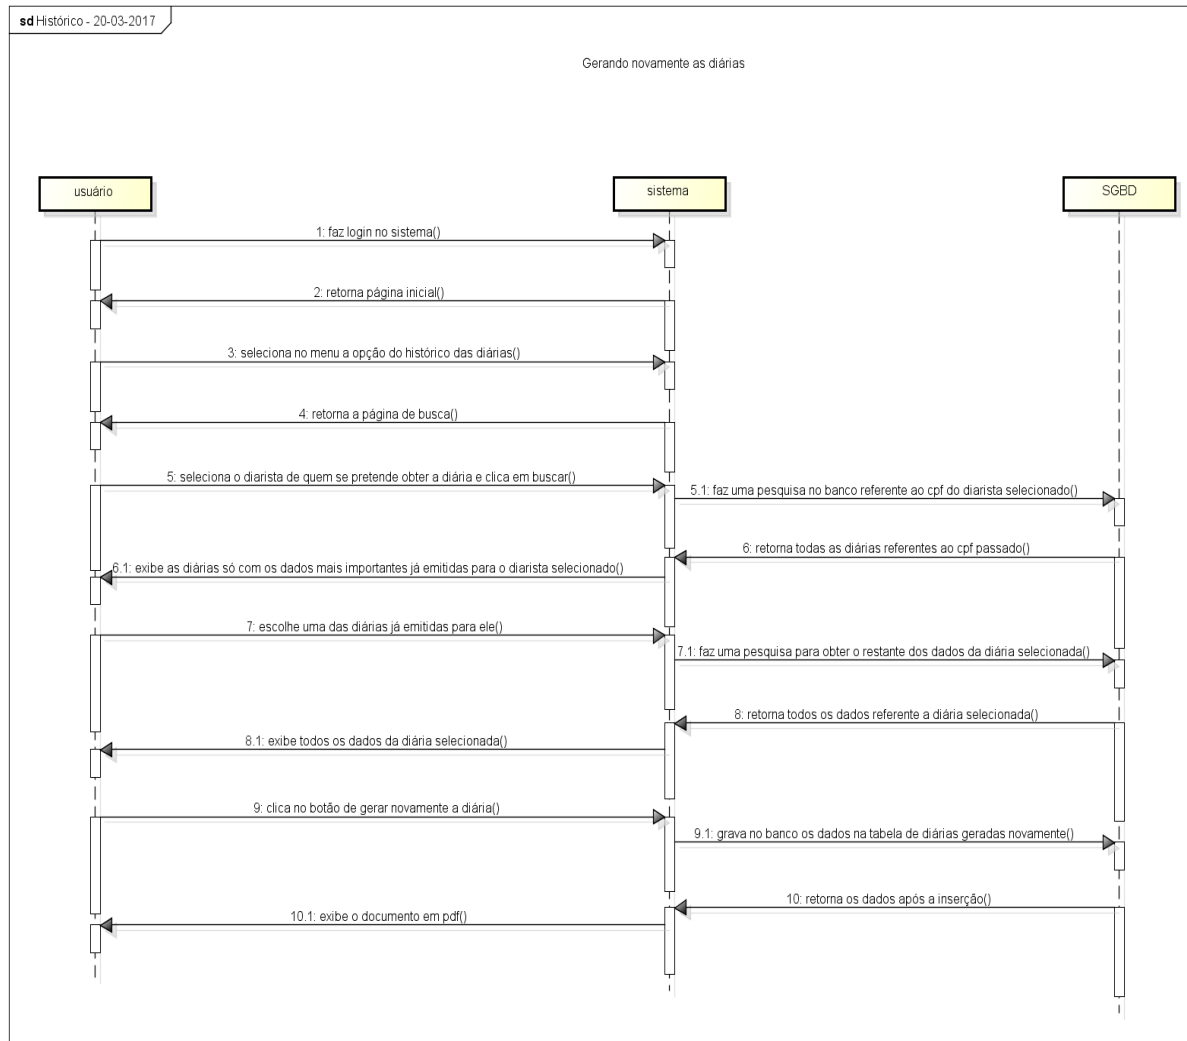 sd Histórico - 20-03-2017
Gerando novamente as diárias
usuário
sistema
SGBD
1: faz login no sistema()
2: retorna página inicial()
3: seleciona no menu a opção do histórico das diárias()
4: retorna a página de busca()
5: seleciona o diarista de quem se pretende obter a diária e clica em buscar()
5.1: faz uma pesquisa no banco referente ao cpf do diarista selecionado()
6: retorna todas as diárias referentes ao cpf passado()
6.1: exibe as diárias só com os dados mais importantes já emitidas para o diarista selecionado()
7: escolhe uma das diárias já emitidas para ele()
7.1: faz uma pesquisa para obter o restante dos dados da diária selecionada()
8: retorna todos os dados referente a diária selecionada()
8.1: exibe todos os dados da diária selecionada()
9: clica no botão de gerar novamente a diária()
9.1: grava no banco os dados na tabela de diárias geradas novamente()
10: retorna os dados após a inserção()
10.1: exibe o documento em pdf()